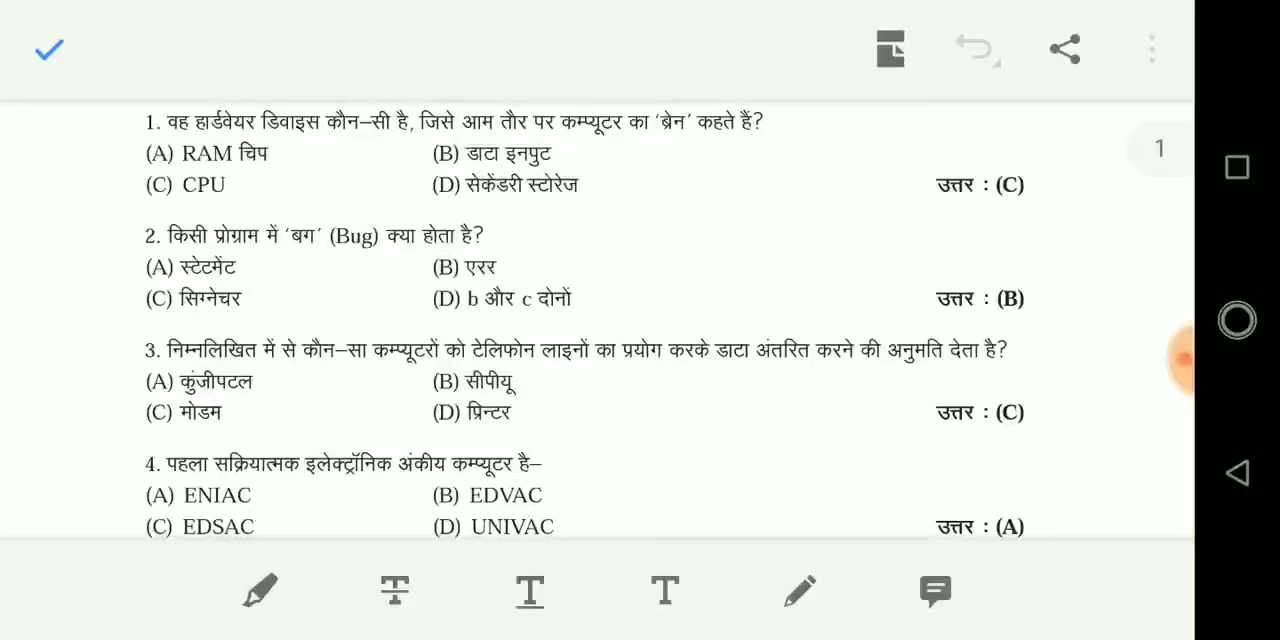 1. वह हार्डवेयर डिवाइस कौन–सी है, जिसे आम तौर पर कम्प्यूटर का ‘ब्रेन’ कहते हैं?
(A) RAM चिप (B) डाटा इनपुट
1
(C) CPU (D) सेकेंडरी स्टोरेज उत्तर : (C)
2. किसी प्रोग्राम में ‘बग’ (Bug) क्या होता है?
(A) स्टेटमेंट (B) एरर
(C) सिग्नेचर (D) b और c दोनों उत्तर : (B)
3. निम्नलिखित में से कौन–सा कम्प्यूटरों को टेलिफोन लाइनों का प्रयोग करके डाटा अंतरित करने की अनुमति देता है?
(A) कुंजीपटल (B) सीपीयू
(C) मोडम (D) प्रिन्टर उत्तर : (C)
4. पहला सक्रियात्मक इलेक्ट्रॉनिक अंकीय कम्प्यूटर है–
(A) ENIAC (B) EDVAC
(C) EDSAC (D) UNIVAC उत्तर : (A)